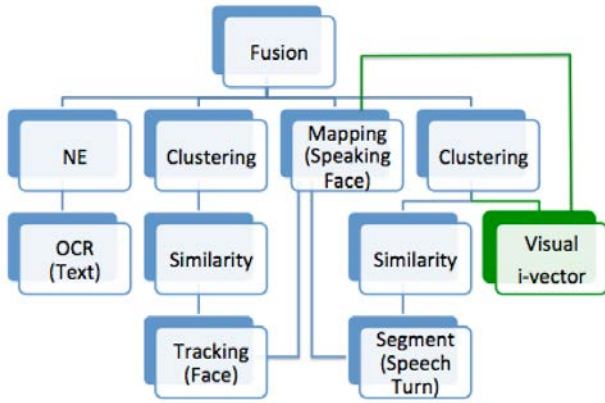 Fusion
NE
Clustering
Mapping
(Speaking
Face)
Clustering
OCR
(Text)
Similarity
Similarity
Visual
i-vector
Tracking
(Face)
Segment
(Speech
Turn)